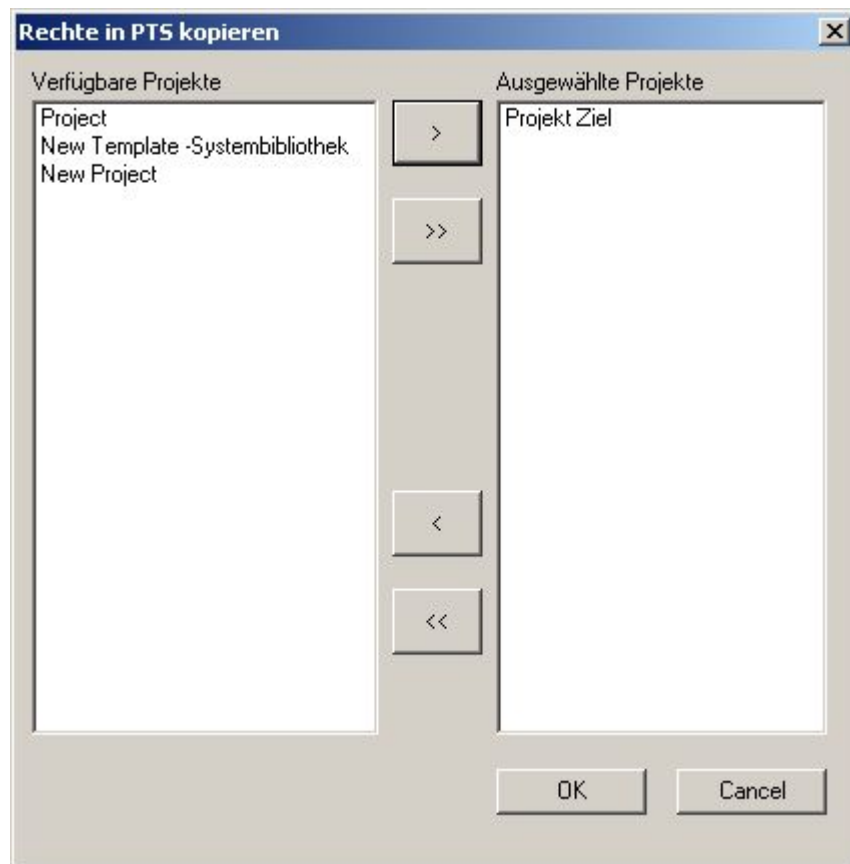 Rechte in PTS kopieren
Verfügbare Projekte
Ausgewählte Projekte
Project
New Template -Systembibliothek
New Project
Projekt Ziel
>
>>
<
<<
OK
Cancel